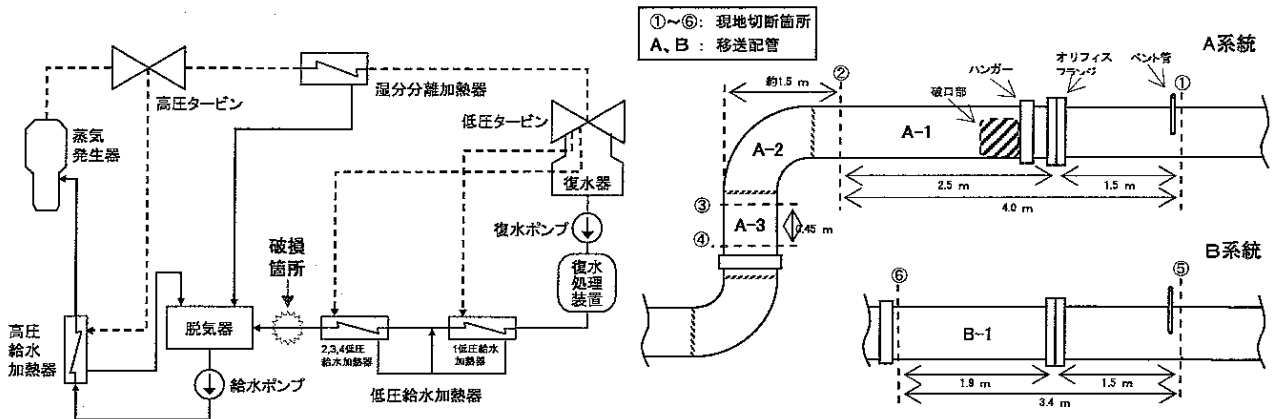 高圧タービン
湿分分離加熱器
低圧タービン
蒸気
発生器
復水器
復水ポンプ
復水
処理
装置
破損
箇所
脱気器
高圧
給水
加熱器
給水ポンプ
2,3,4低圧
給水加熱器
1低圧給水
加熱器
低圧給水加熱器
①～⑥: 現地切断箇所
A、B : 移送配管
A系統
約1.5 m
②
ハンガー
オリフィス
フランジ
ベント管
①
破口部
A-1
A-2
2.5 m
1.5 m
4.0 m
③
A-3
0.45 m
④
B系統
⑥
⑤
B-1
1.9 m
1.5 m
3.4 m